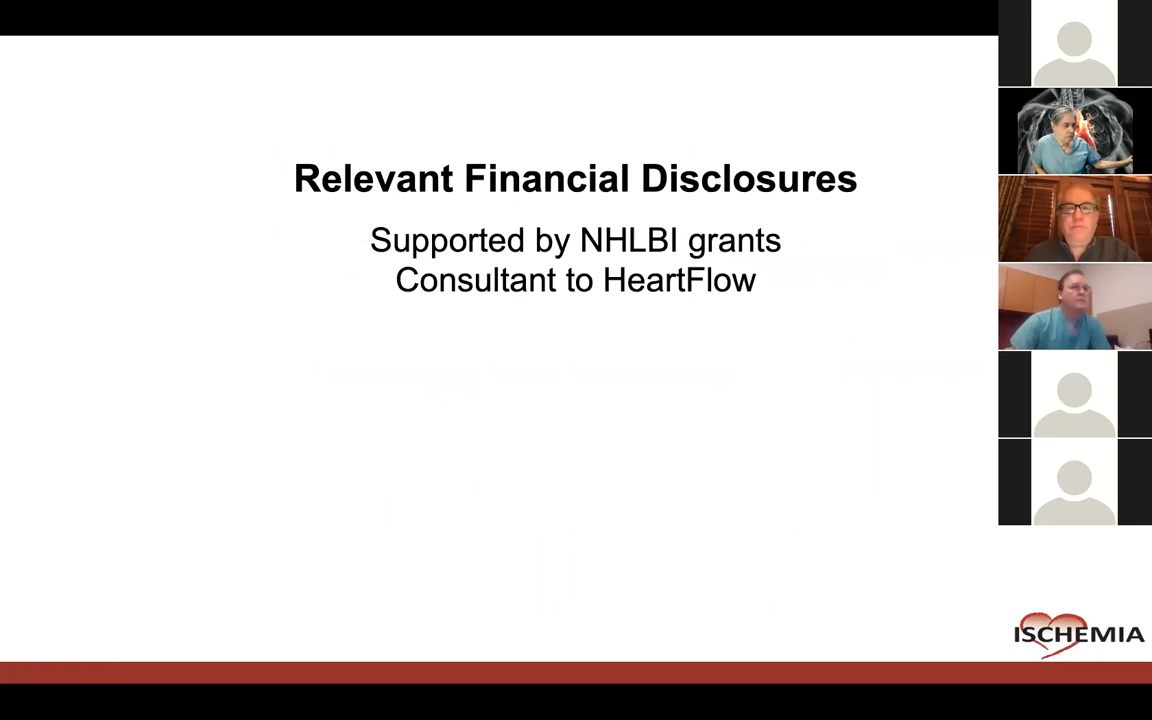 Relevant Financial Disclosures
Supported by NHLBI grants
Consultant to HeartFlow
ISCHEMIA